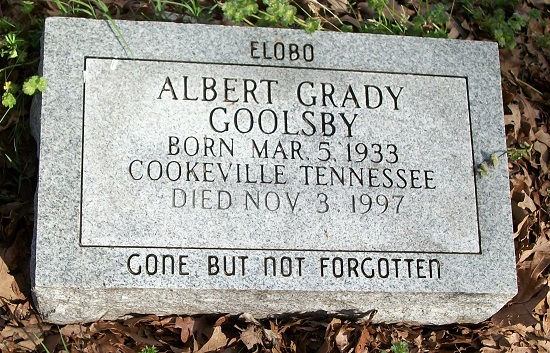 ELOBO
ALBERT GRADY
GOOLSBY
BORN MAR. 5, 1933
COOKEVILLE TENNESSEE
DIED NOV. 3, 1997
GONE BUT NOT FORGOTTEN